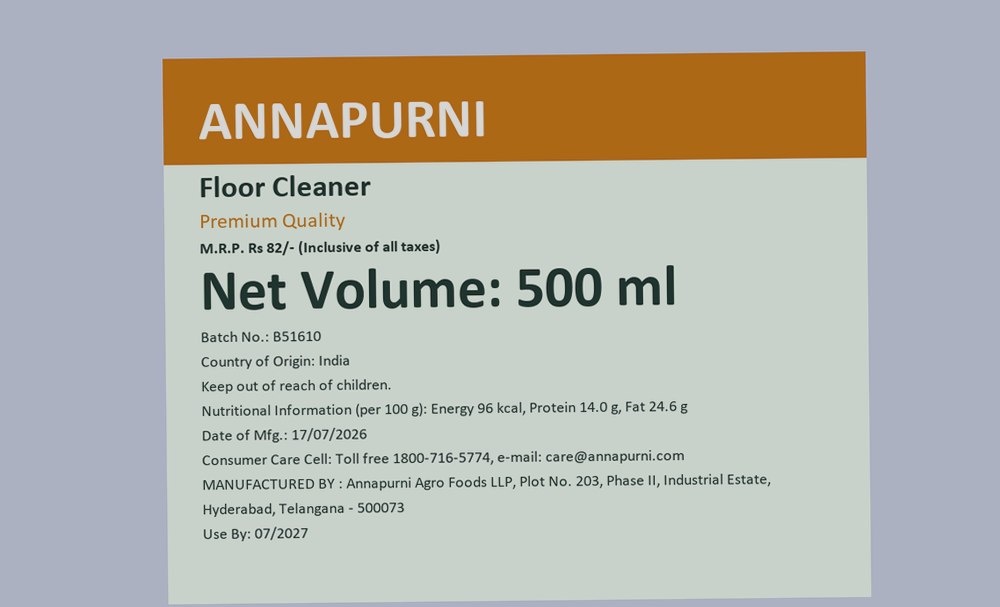 ANNAPURNI
Floor Cleaner
Premium Quality
M.R.P. Rs 82/- (Inclusive of all taxes)
Net Volume: 500 ml
Batch No.: B51610
Country of Origin: India
Keep out of reach of children.
Nutritional Information (per 100 g): Energy 96 kcal, Protein 14.0 g, Fat 24.6 g
Date of Mfg.: 17/07/2026
Consumer Care Cell: Toll free 1800-716-5774, e-mail: care@annapurni.com
MANUFACTURED BY : Annapurni Agro Foods LLP, Plot No. 203, Phase II, Industrial Estate,
Hyderabad, Telangana - 500073
Use By: 07/2027